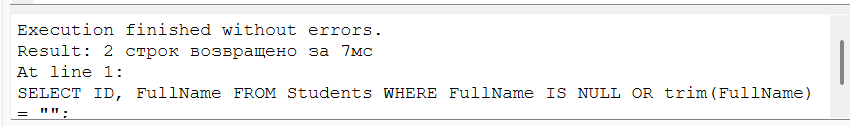 Execution finished without errors.
Result: 2 строк возвращено за 7мс
At line 1:
SELECT ID, FullName FROM Students WHERE FullName IS NULL OR trim(FullName)
= "";